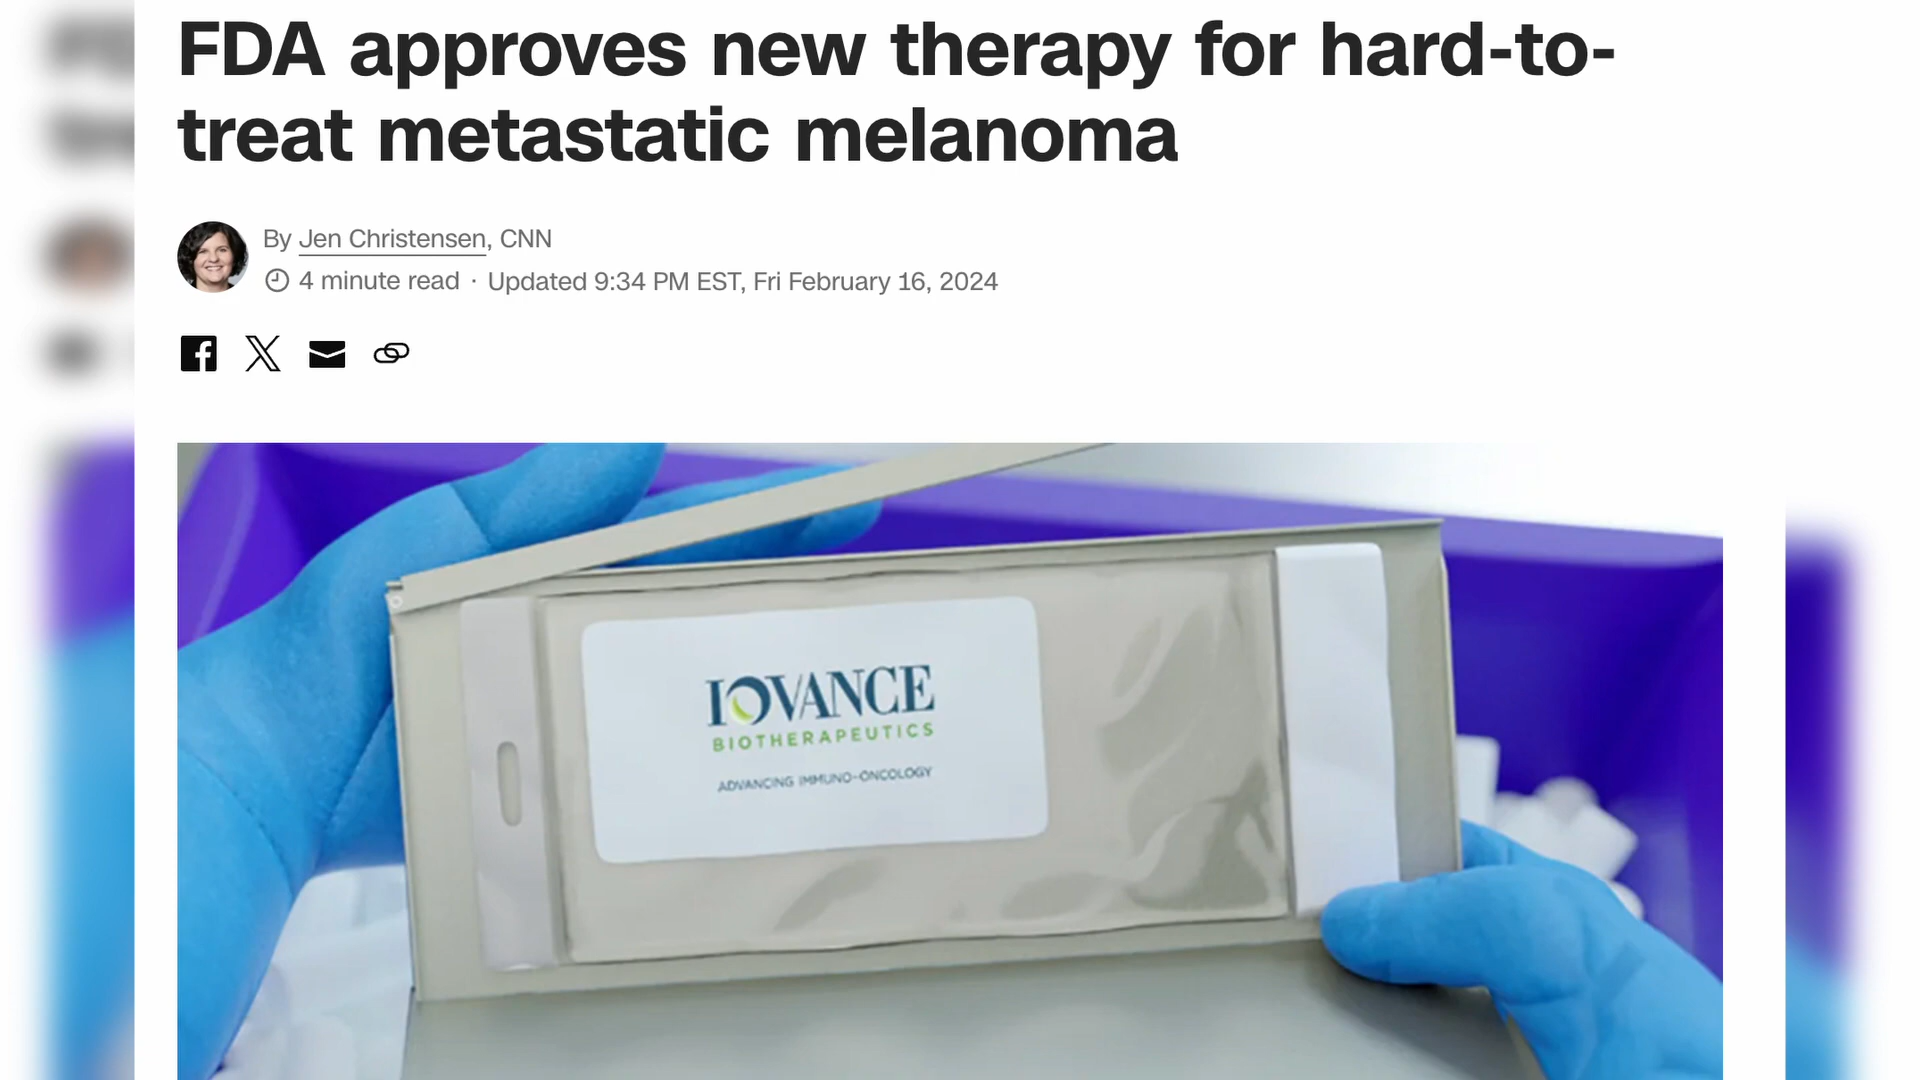 FDA approves new therapy for hard-to-
treat metastatic melanoma
By Jen Christensen, CNN
4 minute read · Updated 9:34 PM EST, Fri February 16, 2024
IOVANCE
BIOTHERAPEUTICS
ADVANCING IMMUNO-ONCOLOGY